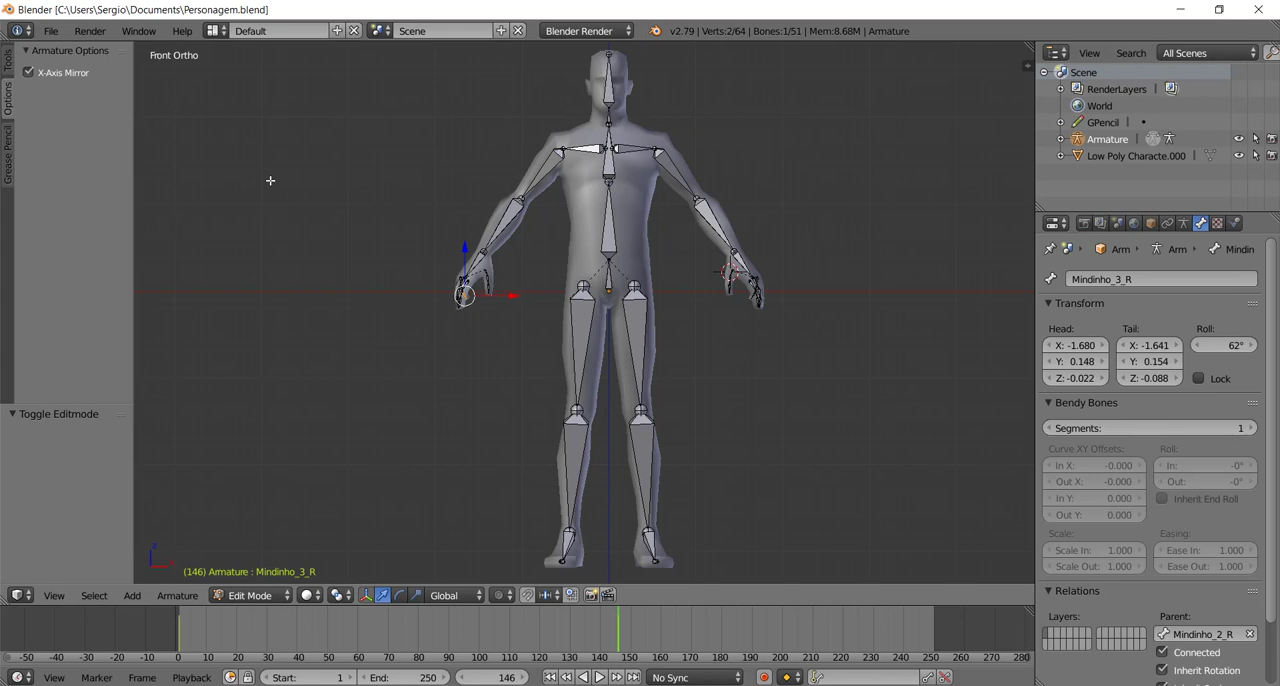 Blender [C:\Users\Sergio\Documents\Personagem.blend]
File Render Window Help Default Scene Blender Render v2.79 | Verts:2/64 | Bones:1/51 | Mem:8.68M | Armature
Tools
Options
Grease Pencil
Armature Options
X-Axis Mirror
Toggle Editmode
Front Ortho
(146) Armature : Mindinho_3_R
View Select Add Armature Edit Mode Global
-50 -40 -30 -20 -10 0 10 20 30 40 50 60 70 80 90 100 110 120 130 140 150 160 170 180 190 200 210 220 230 240 250 260 270 280
View Marker Frame Playback Start: 1 End: 250 146 No Sync
View Search All Scenes
Scene
RenderLayers
World
GPencil
Armature
Low Poly Characte.000
Arm Arm Mindin
Mindinho_3_R
Transform
Head: Tail: Roll:
X: -1.680 X: -1.641 62°
Y: 0.148 Y: 0.154
Z: -0.022 Z: -0.088 Lock
Bendy Bones
Segments: 1
Curve XY Offsets: Roll:
In X: -0.000 In: -0°
Out X: -0.000 Out: -0°
In Y: 0.000 Inherit End Roll
Out Y: 0.000
Scale: Easing:
Scale In: 1.000 Ease In: 1.000
Scale Out: 1.000 Ease Out: 1.000
Relations
Layers: Parent:
Mindinho_2_R
Connected
Inherit Rotation